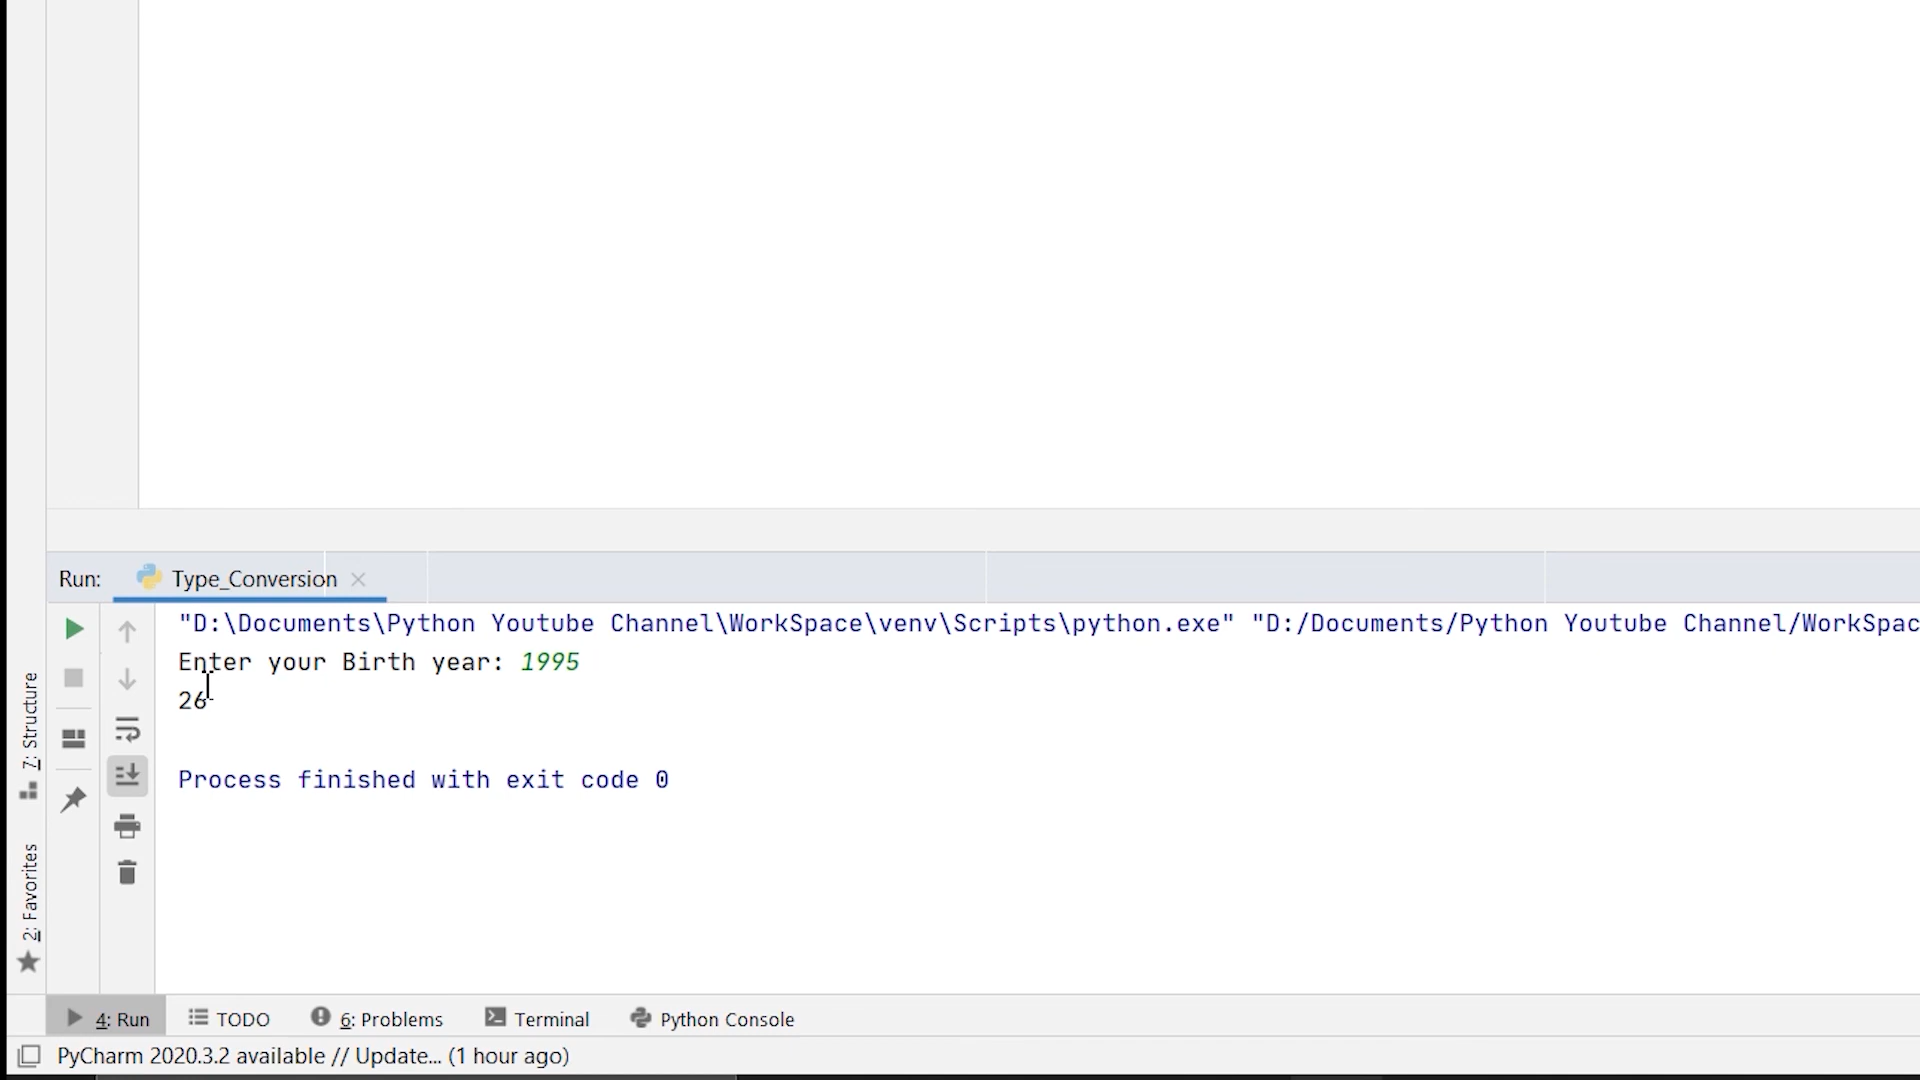 Run: Type_Conversion
"D:\Documents\Python Youtube Channel\WorkSpace\venv\Scripts\python.exe" "D:/Documents/Python Youtube Channel/WorkSpac
Enter your Birth year: 1995
26
Process finished with exit code 0
7: Structure
2: Favorites
4: Run TODO 6: Problems Terminal Python Console
PyCharm 2020.3.2 available // Update... (1 hour ago)